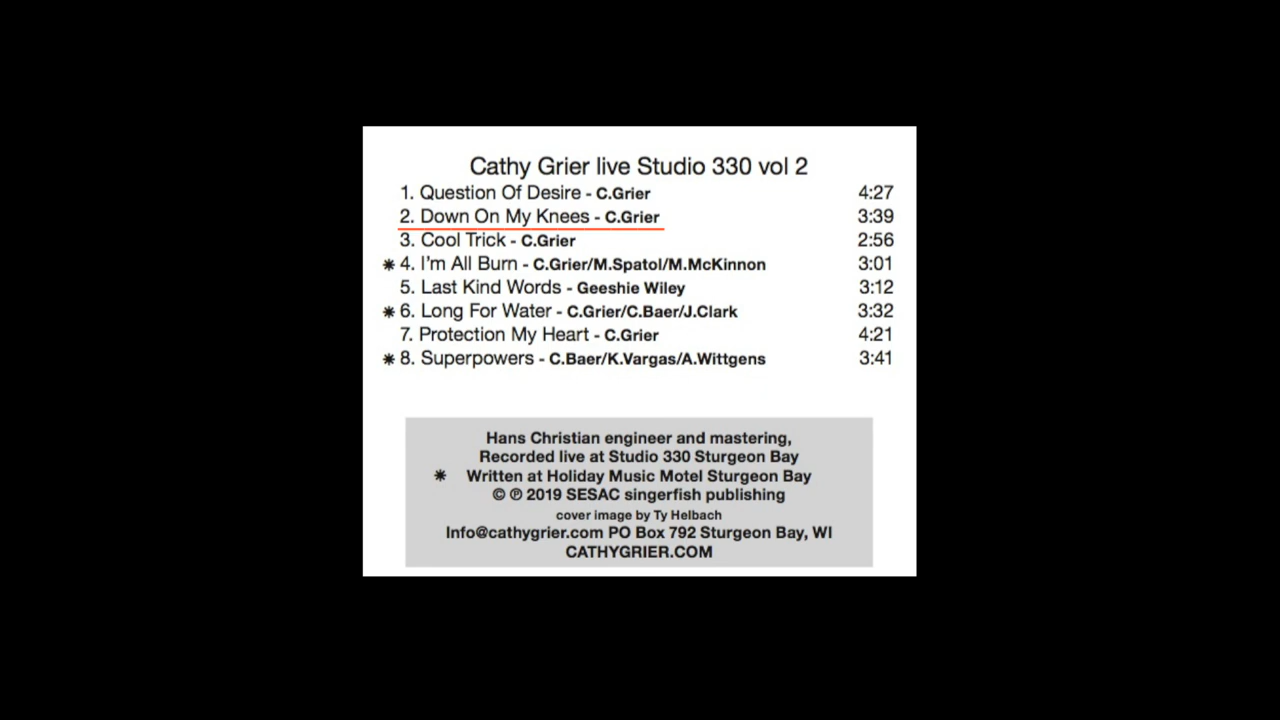 Cathy Grier live Studio 330 vol 2
1. Question Of Desire - C.Grier 4:27
2. Down On My Knees - C.Grier 3:39
3. Cool Trick - C.Grier 2:56
✷ 4. I'm All Burn - C.Grier/M.Spatol/M.McKinnon 3:01
5. Last Kind Words - Geeshie Wiley 3:12
✷ 6. Long For Water - C.Grier/C.Baer/J.Clark 3:32
7. Protection My Heart - C.Grier 4:21
✷ 8. Superpowers - C.Baer/K.Vargas/A.Wittgens 3:41
Hans Christian engineer and mastering,
Recorded live at Studio 330 Sturgeon Bay
✷ Written at Holiday Music Motel Sturgeon Bay
© ℗ 2019 SESAC singerfish publishing
cover image by Ty Helbach
Info@cathygrier.com PO Box 792 Sturgeon Bay, WI
CATHYGRIER.COM